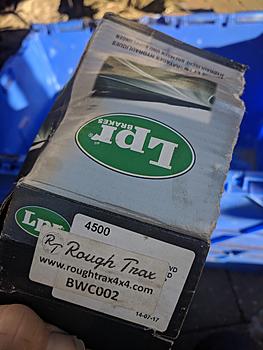 Lpr®
BRAKES
Lpr
4500
RT Rough Trax
www.roughtrax4x4.com
BWC002
14-07-17